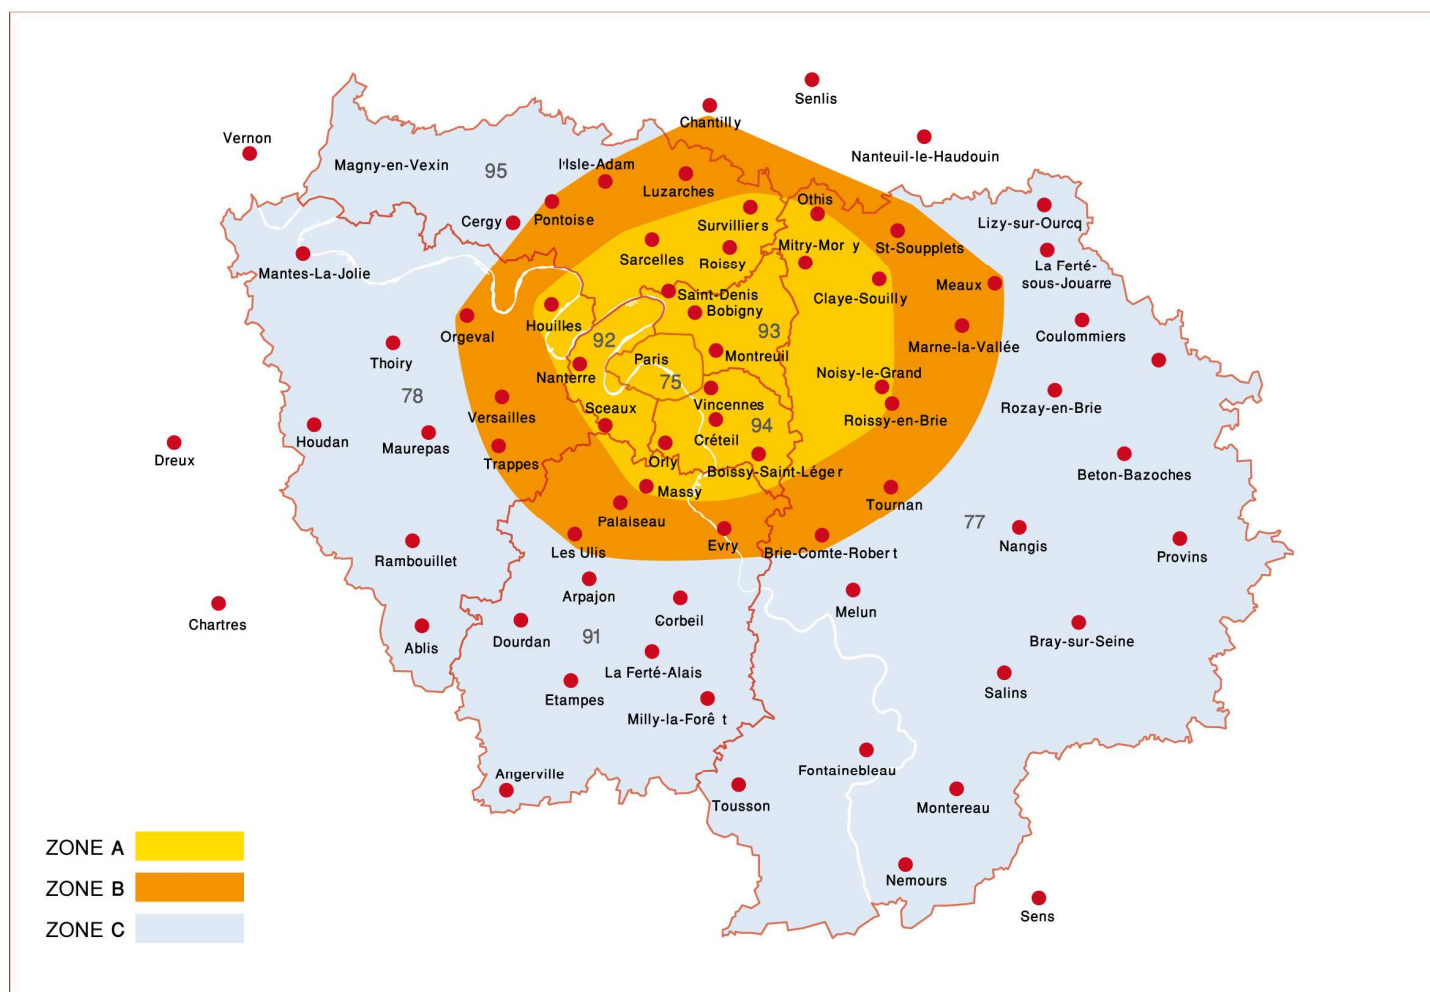 Senlis
Chantilly
Vernon
Nanteuil-le-Haudouin
Magny-en-Vexin
95
l'Isle-Adam
Luzarches
Othis
Cergy
Pontoise
Survilliers
Lizy-sur-Ourcq
Mitry-Mor y
St-Soupplets
Sarcelles
Roissy
Mantes-La-Jolie
La Ferté-
sous-Jouarre
Meaux
Claye-Souilly
Saint-Denis
Bobigny
Houilles
Orgeval
93
92
Coulommiers
Marne-la-Vallée
Thoiry
Paris
Montreuil
Nanterre
75
Noisy-le-Grand
78
Vincennes
Sceaux
Versailles
Rozay-en-Brie
Roissy-en-Brie
94
Houdan
Maurepas
Créteil
Dreux
Trappes
Orly
Boissy-Saint-Léger
Beton-Bazoches
Massy
Tournan
Palaiseau
77
Les Ulis
Evry
Brie-Comte-Rober t
Nangis
Provins
Rambouillet
Arpajon
Melun
Chartres
Corbeil
Ablis
Dourdan
91
Bray-sur-Seine
La Ferté-Alais
Salins
Etampes
Milly-la-Forê t
Angerville
Fontainebleau
Tousson
Montereau
ZONE A
ZONE B
Nemours
ZONE C
Sens